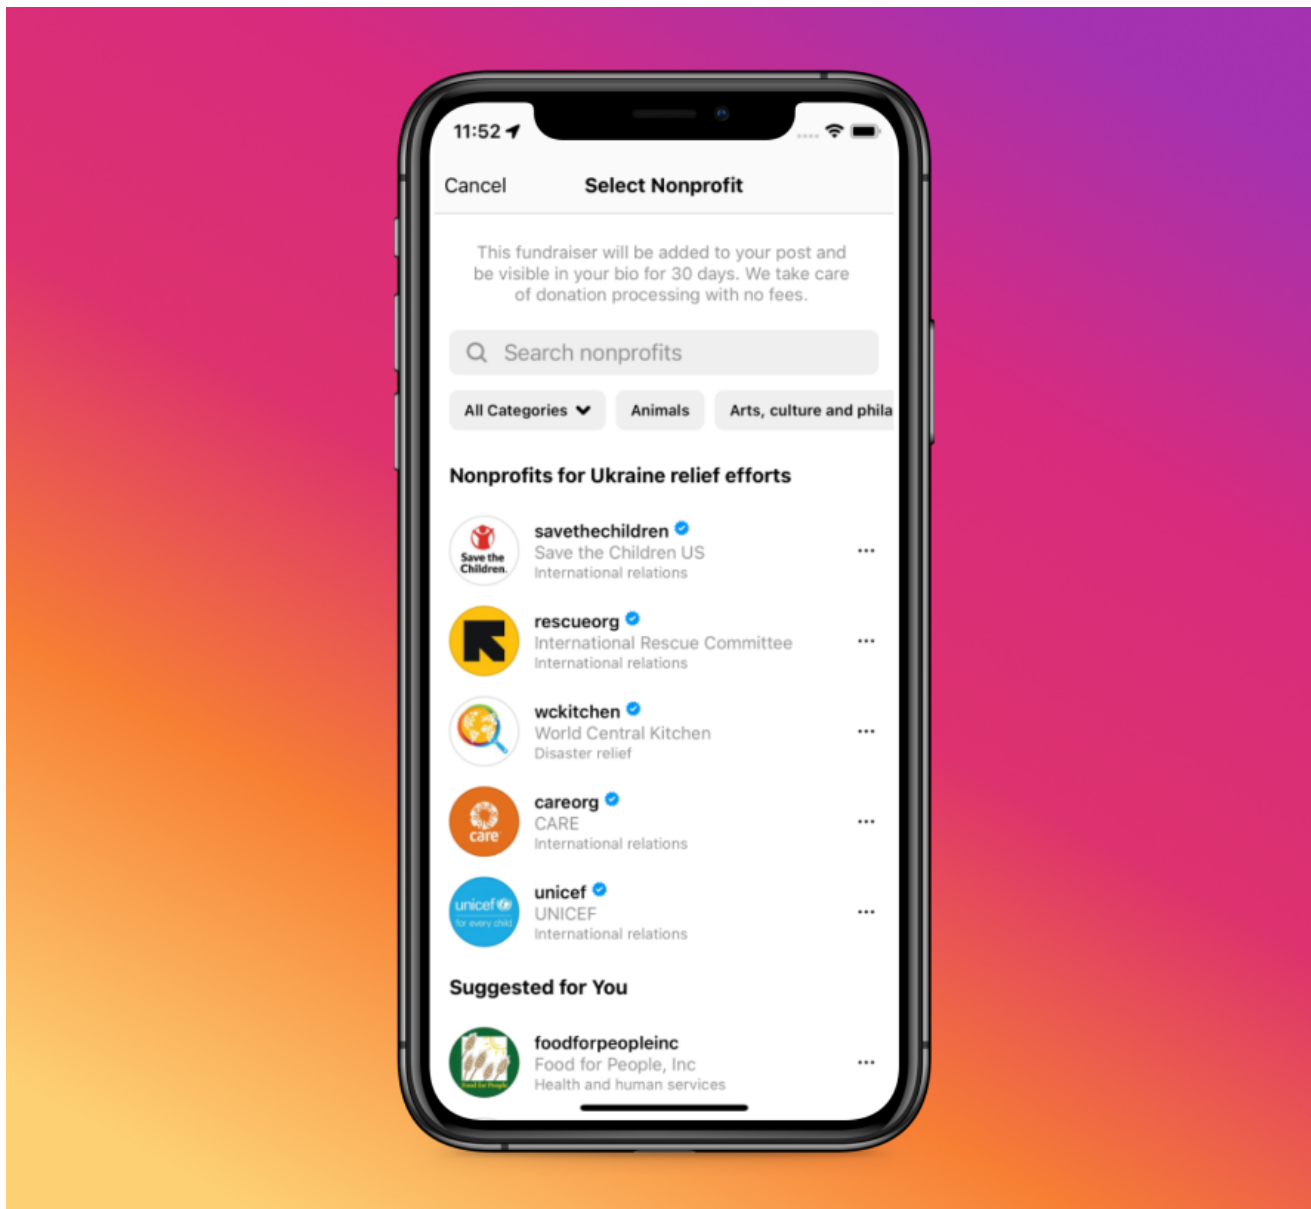 11:52
Cancel
Select Nonprofit
This fundraiser will be added to your post and
be visible in your bio for 30 days. We take care
of donation processing with no fees.
Search nonprofits
All Categories
Animals
Arts, culture and phila
Nonprofits for Ukraine relief efforts
Save the
Children.
savethechildren
Save the Children US
International relations
rescueorg
International Rescue Committee
International relations
wckitchen
World Central Kitchen
Disaster relief
care
careorg
CARE
International relations
unicef
for every child
unicef
UNICEF
International relations
Suggested for You
Food for People
foodforpeopleinc
Food for People, Inc
Health and human services